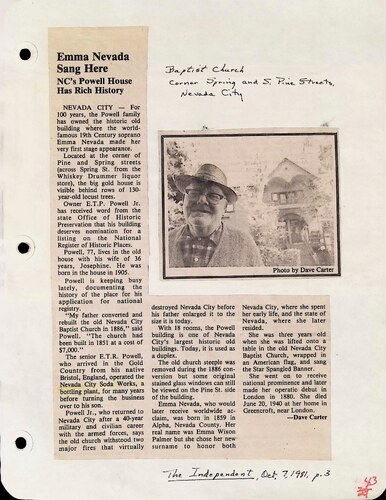 Emma Nevada
Sang Here
NC's Powell House
Has Rich History
NEVADA CITY — For
100 years, the Powell family
has owned the historic old
building where the world-
famous 19th Century soprano
Emma Nevada made her
very first stage appearance.
Located at the corner of
Pine and Spring streets
(across Spring St. from the
Whiskey Drummer liquor
store), the big gold house is
visible behind rows of 130-
year-old locust trees.
Owner E.T.P. Powell Jr.
has received word from the
state Office of Historic
Preservation that his building
deserves nomination for a
listing on the National
Register of Historic Places.
Powell, 77, lives in the old
house with his wife of 36
years, Josephine. He was
born in the house in 1905.
Powell is keeping busy
lately, documenting the
history of the place for his
application for national
registry.
"My father converted and
rebuilt the old Nevada City
Baptist Church in 1886," said
Powell. "The church had
been built in 1851 at a cost of
$7,000."
The senior E.T.R. Powell,
who arrived in the Gold
Country from his native
Bristol, England, operated the
Nevada City Soda Works, a
bottling plant, for many years
before turning the business
over to his son.
Powell Jr., who returned to
Nevada City after a 40-year
military and civilian career
with the armed forces, says
the old church withstood two
major fires that virtually
Baptist Church
Corner Spring and S. Pine Streets,
Nevada City
Photo by Dave Carter
destroyed Nevada City before
his father enlarged it to the
size it is today.
With 18 rooms, the Powell
building is one of Nevada
City's largest historic old
buildings. Today, it is used as
a duplex.
The old church steeple was
removed during the 1886 con-
version but some original
stained glass windows can still
be viewed on the Pine St. side
of the building.
Emma Nevada, who would
later receive worldwide ac-
claim, was born in 1859 in
Alpha, Nevada County. Her
real name was Emma Wixon
Palmer but she chose her new
surname to honor both
Nevada City, where she spent
her early life, and the state of
Nevada, where she later
resided.
She was three years old
when she was lifted onto a
table in the old Nevada City
Baptist Church, wrapped in
an American flag, and sang
the Star Spangled Banner.
She went on to receive
national prominence and later
made her operatic debut in
London in 1880. She died
June 20, 1940 at her home in
Greencroft, near London.
—Dave Carter
The Independent, Oct. 7, 1981, p. 3